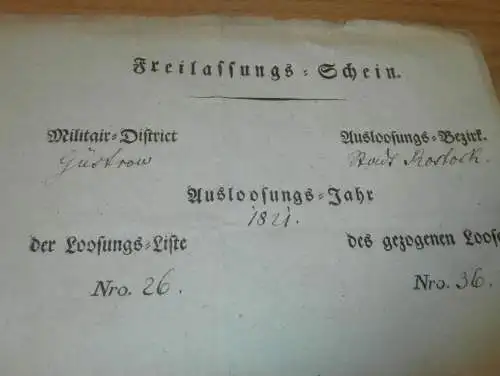 Freilassungs-Schein.
Militair-District Ausloosungs-Bezirk.
Güstrow Stadt Rostock.
Ausloosungs-Jahr
1821.
der Loosungs-Liste des gezogenen Loose
Nro. 26. Nro. 36.